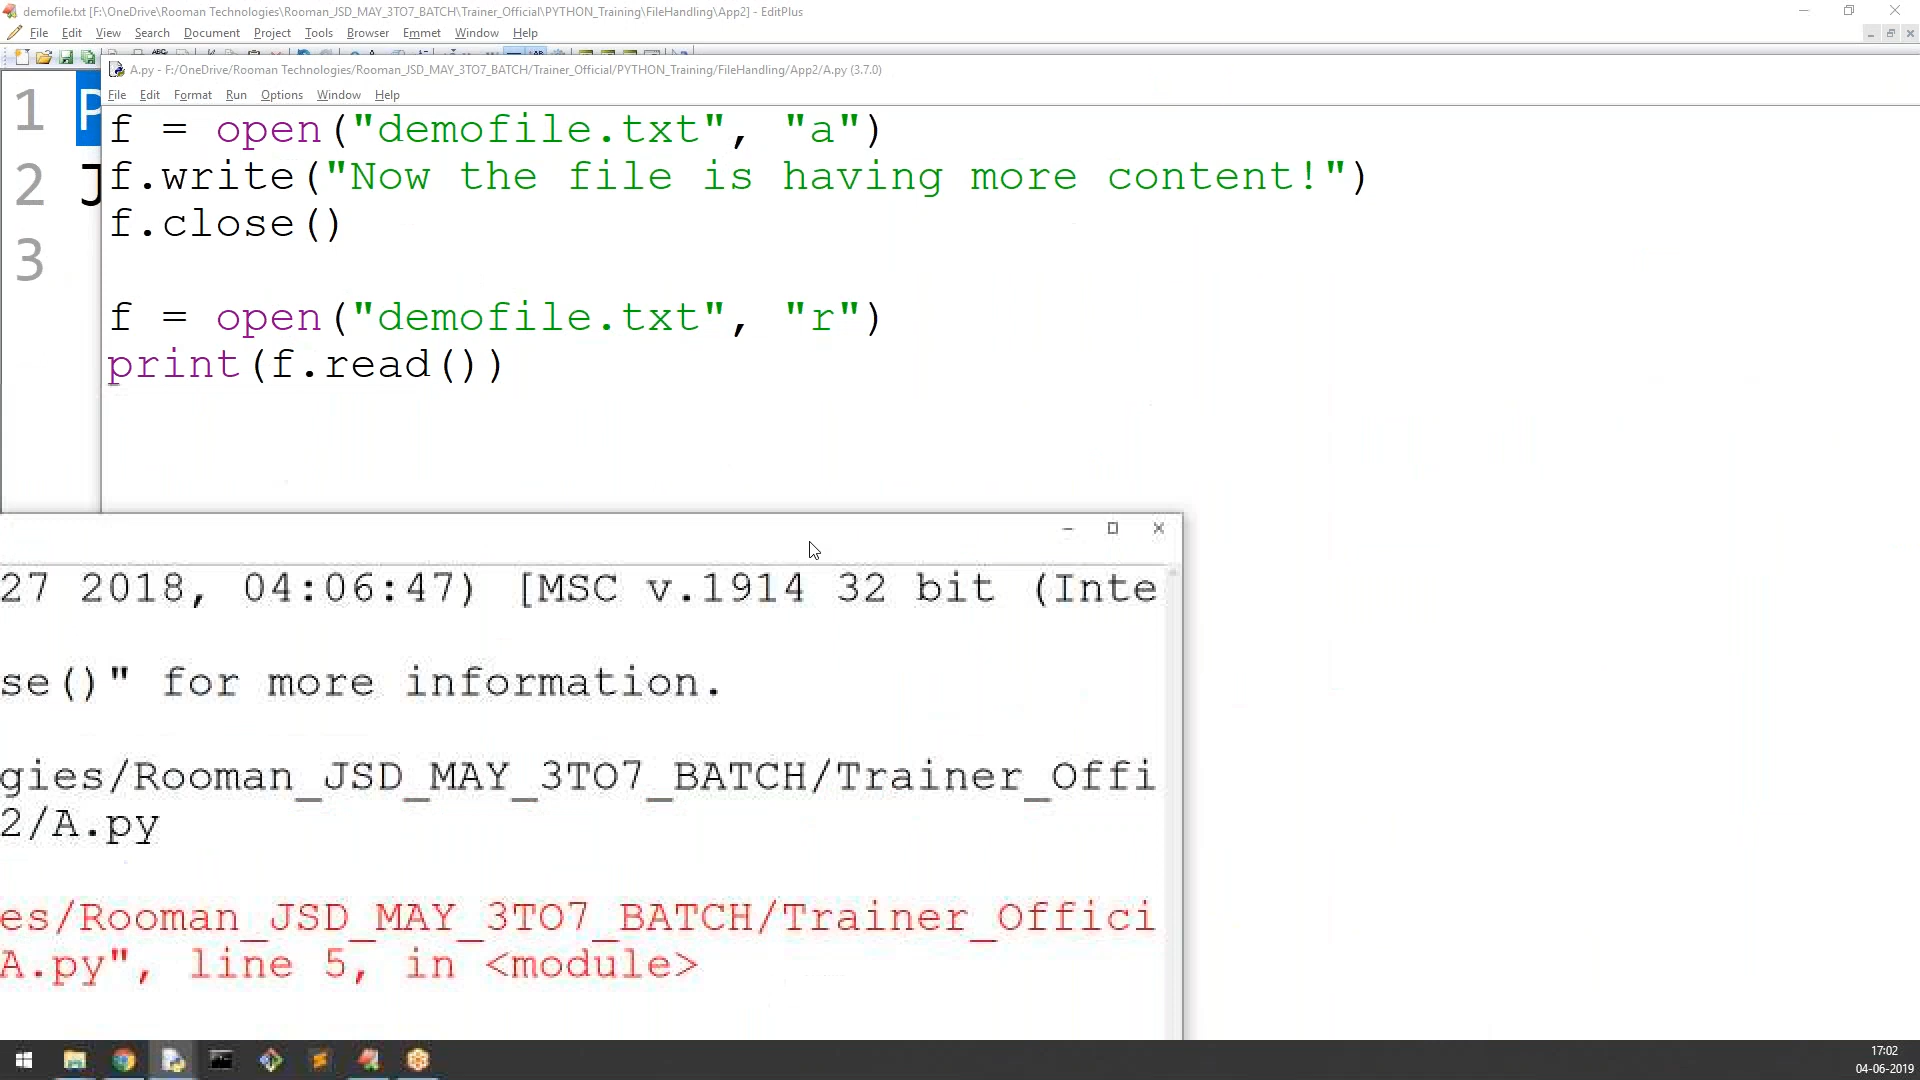 demofile.txt [F:\OneDrive\Rooman Technologies\Rooman_JSD_MAY_3TO7_BATCH\Trainer_Official\PYTHON_Training\FileHandling\App2] - EditPlus
File Edit View Search Document Project Tools Browser Emmet Window Help
A.py - F:/OneDrive/Rooman Technologies/Rooman_JSD_MAY_3TO7_BATCH/Trainer_Official/PYTHON_Training/FileHandling/App2/A.py (3.7.0)
File Edit Format Run Options Window Help
1 P
2 J
3
f = open("demofile.txt", "a")
f.write("Now the file is having more content!")
f.close()
f = open("demofile.txt", "r")
print(f.read())
27 2018, 04:06:47) [MSC v.1914 32 bit (Inte
se()" for more information.
gies/Rooman_JSD_MAY_3TO7_BATCH/Trainer_Offi
2/A.py
es/Rooman_JSD_MAY_3TO7_BATCH/Trainer_Offici
A.py", line 5, in <module>
17:02
04-06-2019